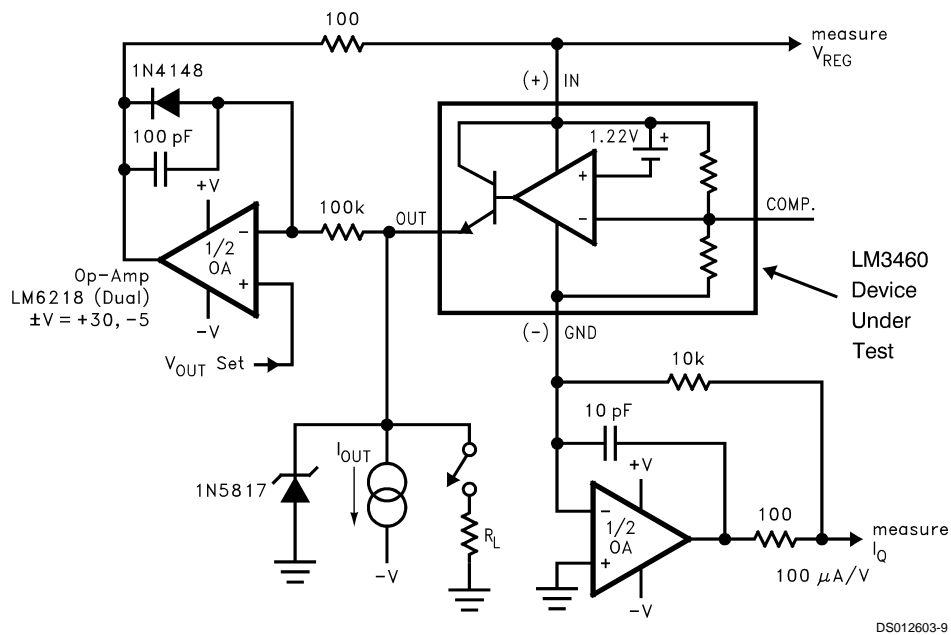 100
measure
V_REG
(+) IN
1N4148
100 pF
1.22V
+
+
−
COMP.
+V
100k
OUT
−
1/2
OA
+
Op-Amp
LM6218 (Dual)
±V = +30, −5
−V
V_OUT Set
LM3460
Device
Under
Test
(−) GND
10k
10 pF
I_OUT
1N5817
−V
R_L
+V
−
1/2
OA
+
−V
100
measure
I_Q
100 μA/V
DS012603-9